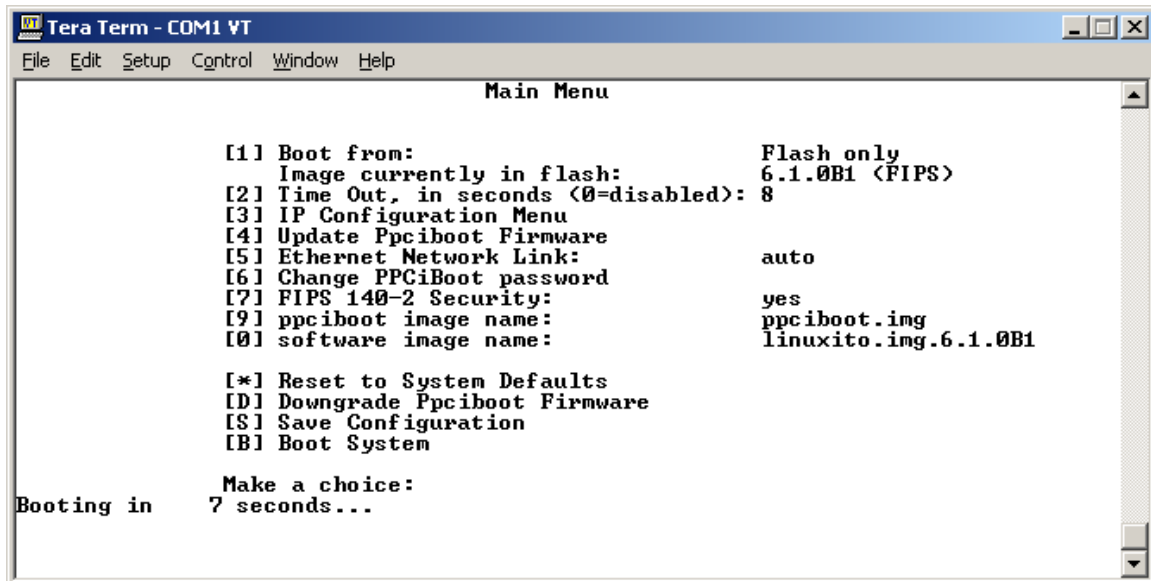 Tera Term - COM1 VT
File Edit Setup Control Window Help
Main Menu
[1] Boot from: Flash only
Image currently in flash: 6.1.0B1 (FIPS)
[2] Time Out, in seconds (0=disabled): 8
[3] IP Configuration Menu
[4] Update Ppciboot Firmware
[5] Ethernet Network Link: auto
[6] Change PPCiBoot password
[7] FIPS 140-2 Security: yes
[9] ppciboot image name: ppciboot.img
[0] software image name: linuxito.img.6.1.0B1
[*] Reset to System Defaults
[D] Downgrade Ppciboot Firmware
[S] Save Configuration
[B] Boot System
Make a choice:
Booting in 7 seconds...